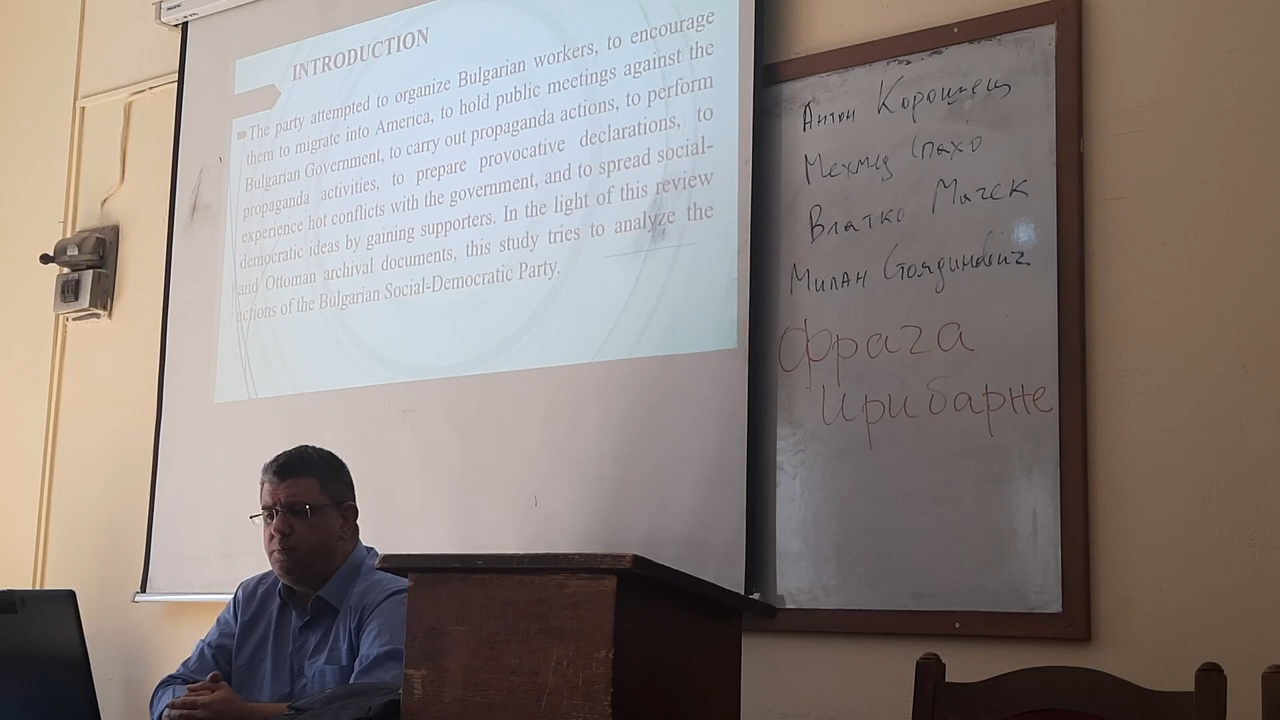 INTRODUCTION
The party attempted to organize Bulgarian workers, to encourage
them to migrate into America, to hold public meetings against the
Bulgarian Government, to carry out propaganda actions, to perform
propaganda activities, to prepare provocative declarations, to
experience hot conflicts with the government, and to spread social-
democratic ideas by gaining supporters. In the light of this review
and Ottoman archival documents, this study tries to analyze the
actions of the Bulgarian Social-Democratic Party.
Антон Корошец
Мехмед Спахо
Влатко Мачек
Милан Стоядинович
Фрага
Ирибарне